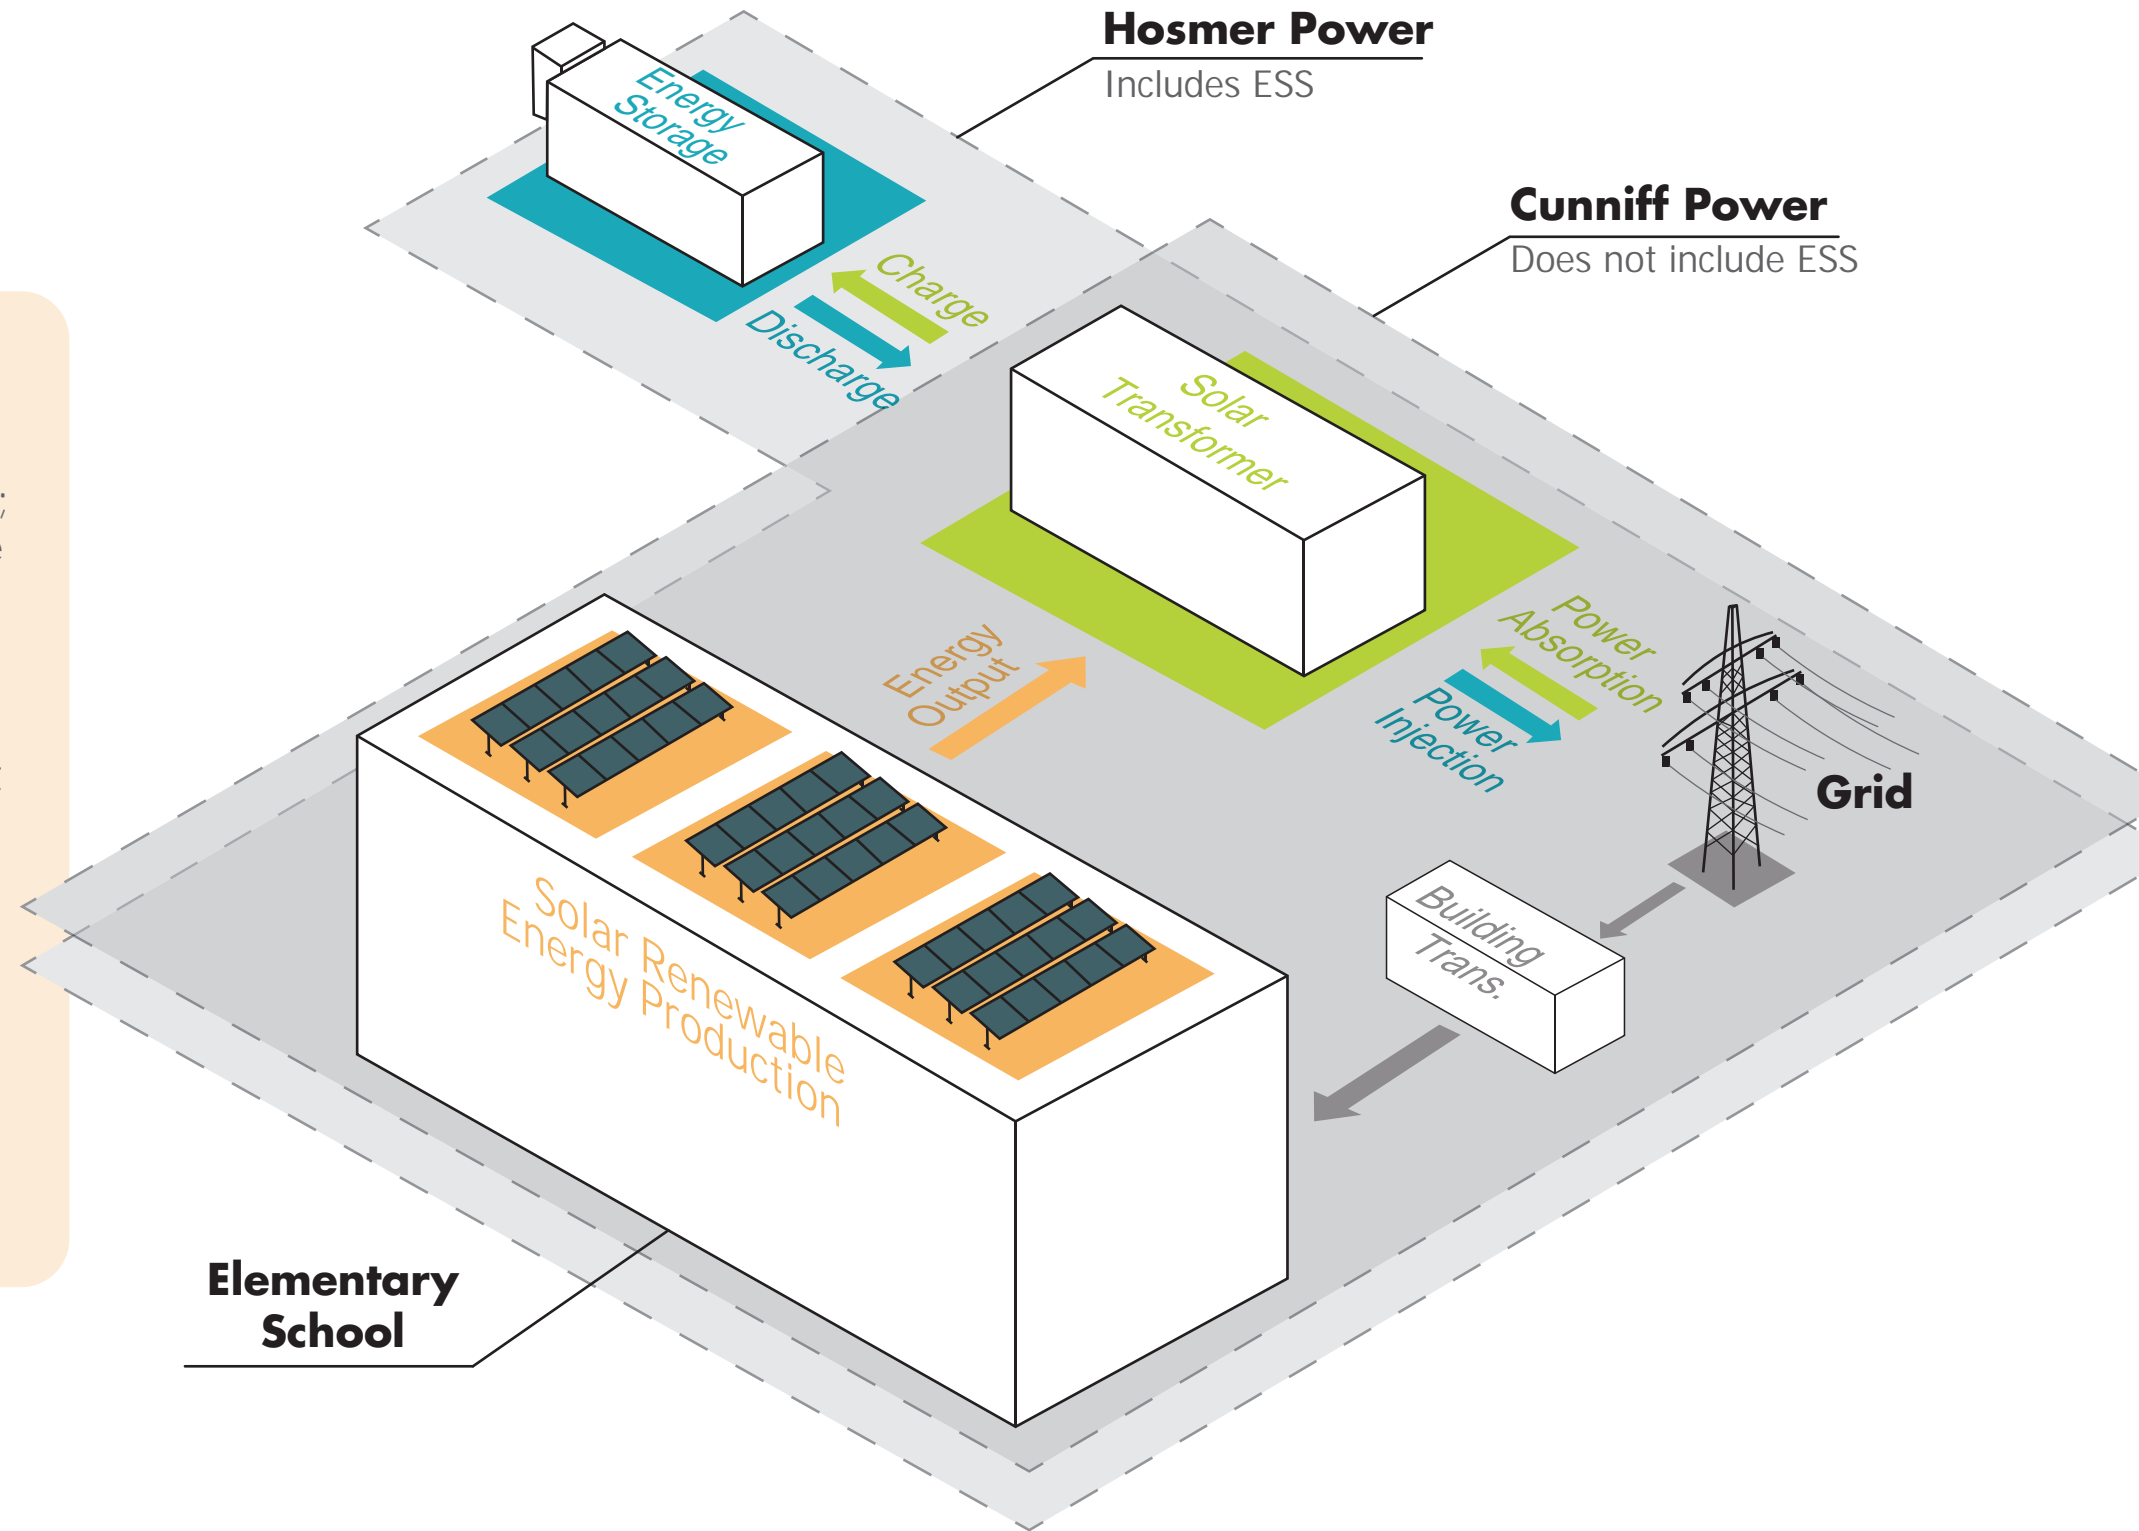 Hosmer Power
Includes ESS
Cunniff Power
Does not include ESS
Energy
Storage
Charge
Discharge
Solar
Transformer
Energy
Output
Power
Absorption
Power
Injection
Grid
Building
Trans.
Solar Renewable
Energy Production
Elementary
School